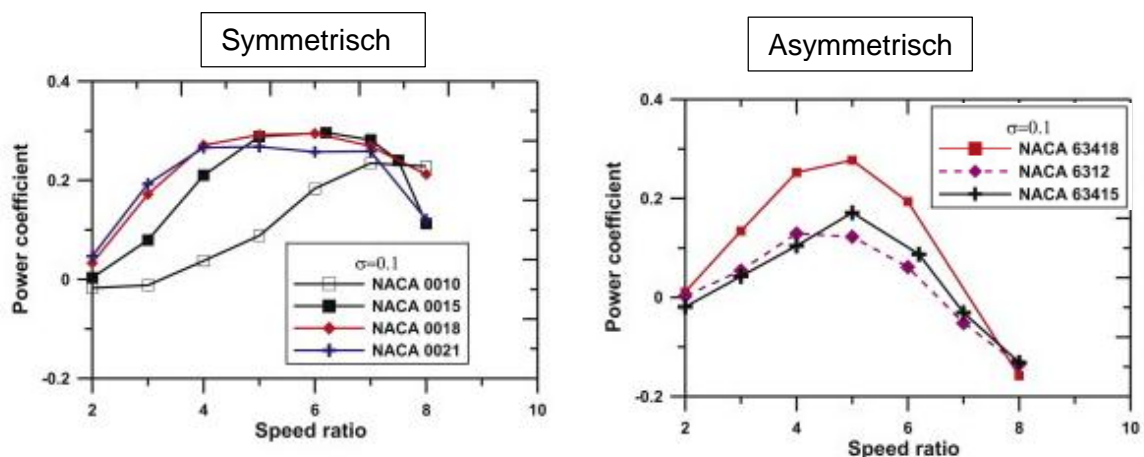 Symmetrisch
0.4
0.2
0
-0.2
Power coefficient
σ=0.1
NACA 0010
NACA 0015
NACA 0018
NACA 0021
2 4 6 8 10
Speed ratio
Asymmetrisch
0.4
0.2
0
-0.2
Power coefficient
σ=0.1
NACA 63418
NACA 6312
NACA 63415
2 4 6 8 10
Speed ratio